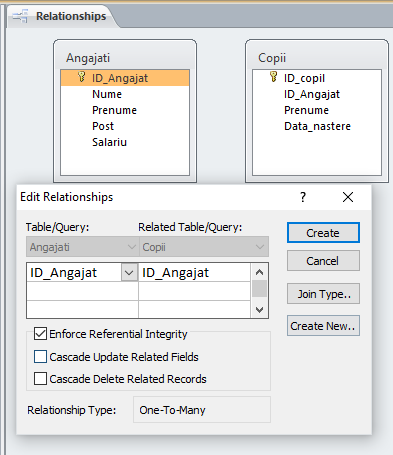 Relationships
Angajati
ID_Angajat
Nume
Prenume
Post
Salariu
Copii
ID_copil
ID_Angajat
Prenume
Data_nastere
Edit Relationships
?
Table/Query:
Related Table/Query:
Angajati
Copii
ID_Angajat
ID_Angajat
Enforce Referential Integrity
Cascade Update Related Fields
Cascade Delete Related Records
Relationship Type:
One-To-Many
Create
Cancel
Join Type..
Create New..